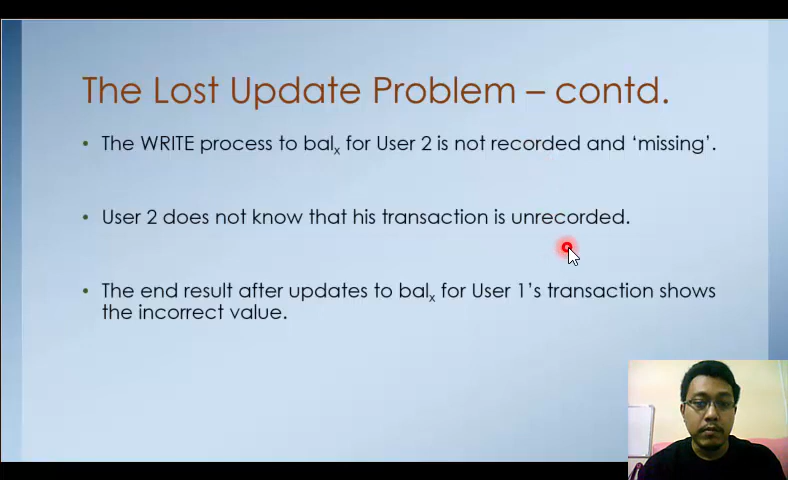 The Lost Update Problem – contd.
• The WRITE process to balₓ for User 2 is not recorded and ‘missing’.
• User 2 does not know that his transaction is unrecorded.
• The end result after updates to balₓ for User 1’s transaction shows
the incorrect value.